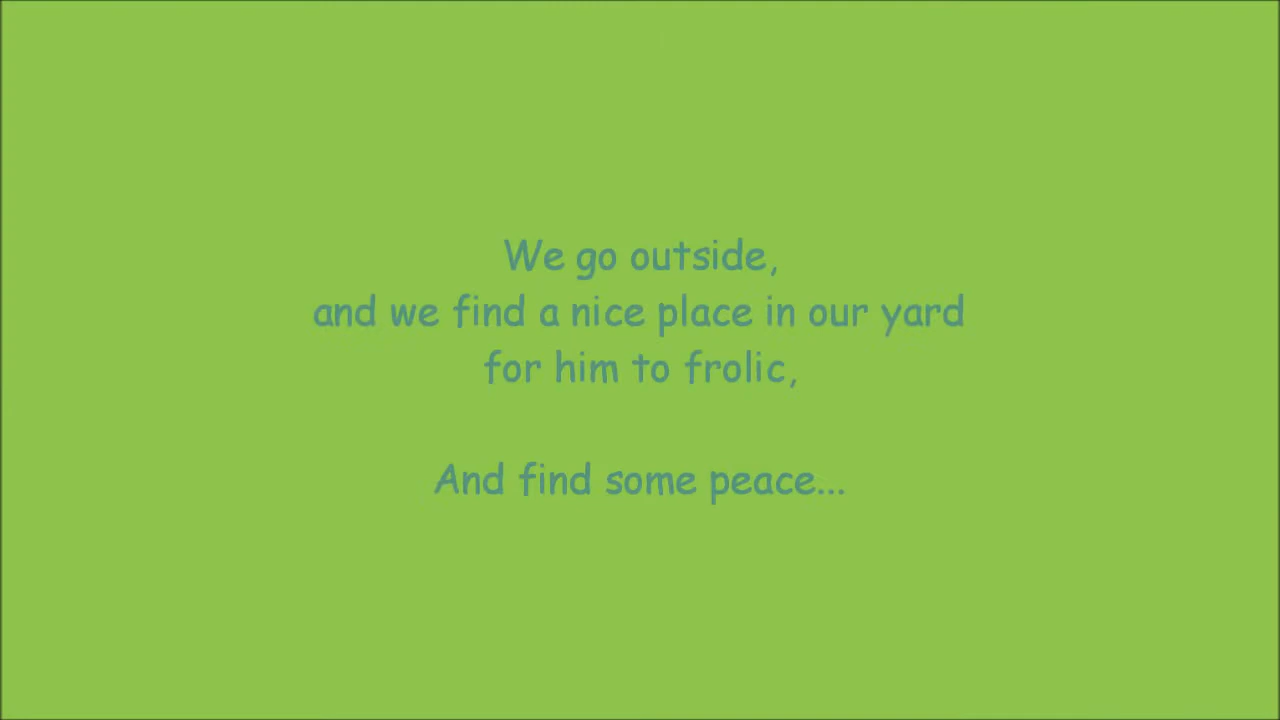 We go outside,
and we find a nice place in our yard
for him to frolic,
And find some peace...